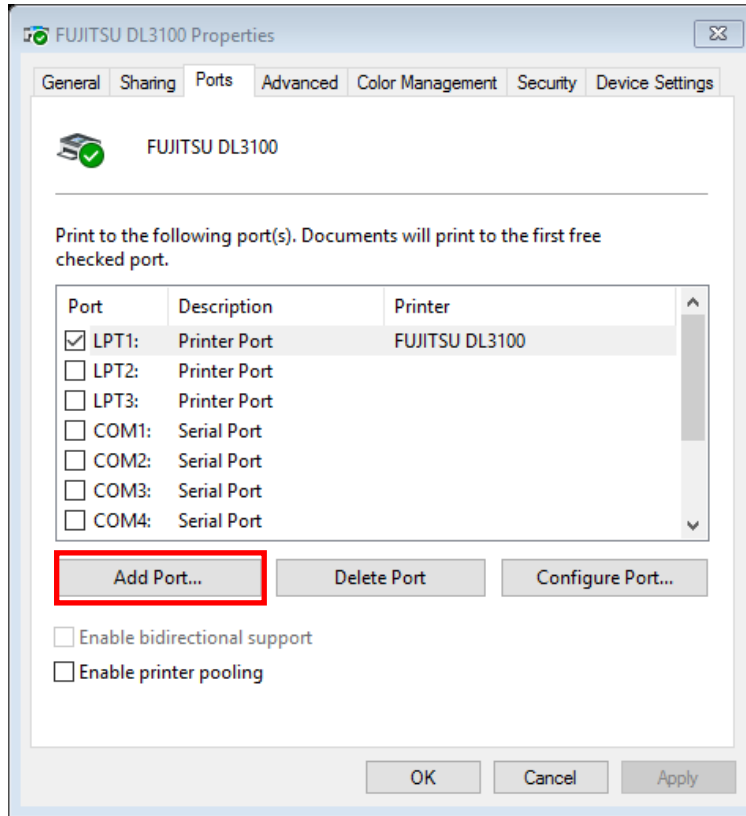 FUJITSU DL3100 Properties
General Sharing Ports Advanced Color Management Security Device Settings
FUJITSU DL3100
Print to the following port(s). Documents will print to the first free
checked port.
Port Description Printer
LPT1: Printer Port FUJITSU DL3100
LPT2: Printer Port
LPT3: Printer Port
COM1: Serial Port
COM2: Serial Port
COM3: Serial Port
COM4: Serial Port
Add Port... Delete Port Configure Port...
Enable bidirectional support
Enable printer pooling
OK Cancel Apply